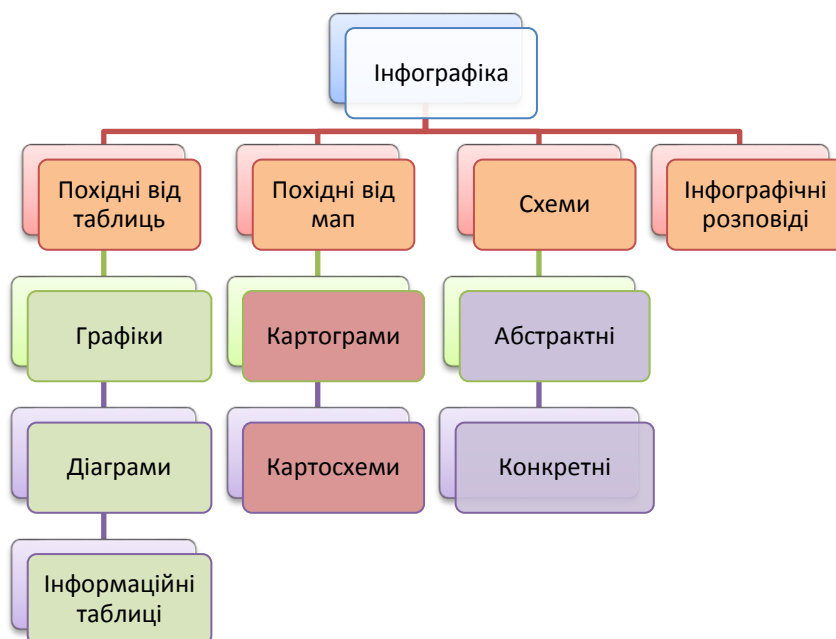 Інфографіка
Похідні від
таблиць
Похідні від
мап
Схеми
Інфографічні
розповіді
Графіки
Картограми
Абстрактні
Діаграми
Картосхеми
Конкретні
Інформаційні
таблиці